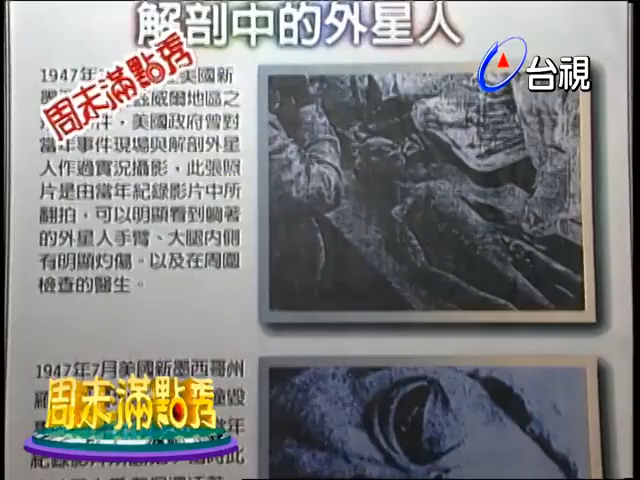 解剖中的外星人
台視
周末滿點秀
1947年 美國新
威爾地區之
件，美國政府曾對
當年事件現場與解剖外星
人作過實況攝影，此張照
片是由當年紀錄影片中所
翻拍，可以明顯看到躺著
的外星人手臂、大腿內側
有明顯灼傷。以及在周圍
檢查的醫生。
1947年7月美國新墨西哥州
周末滿點秀